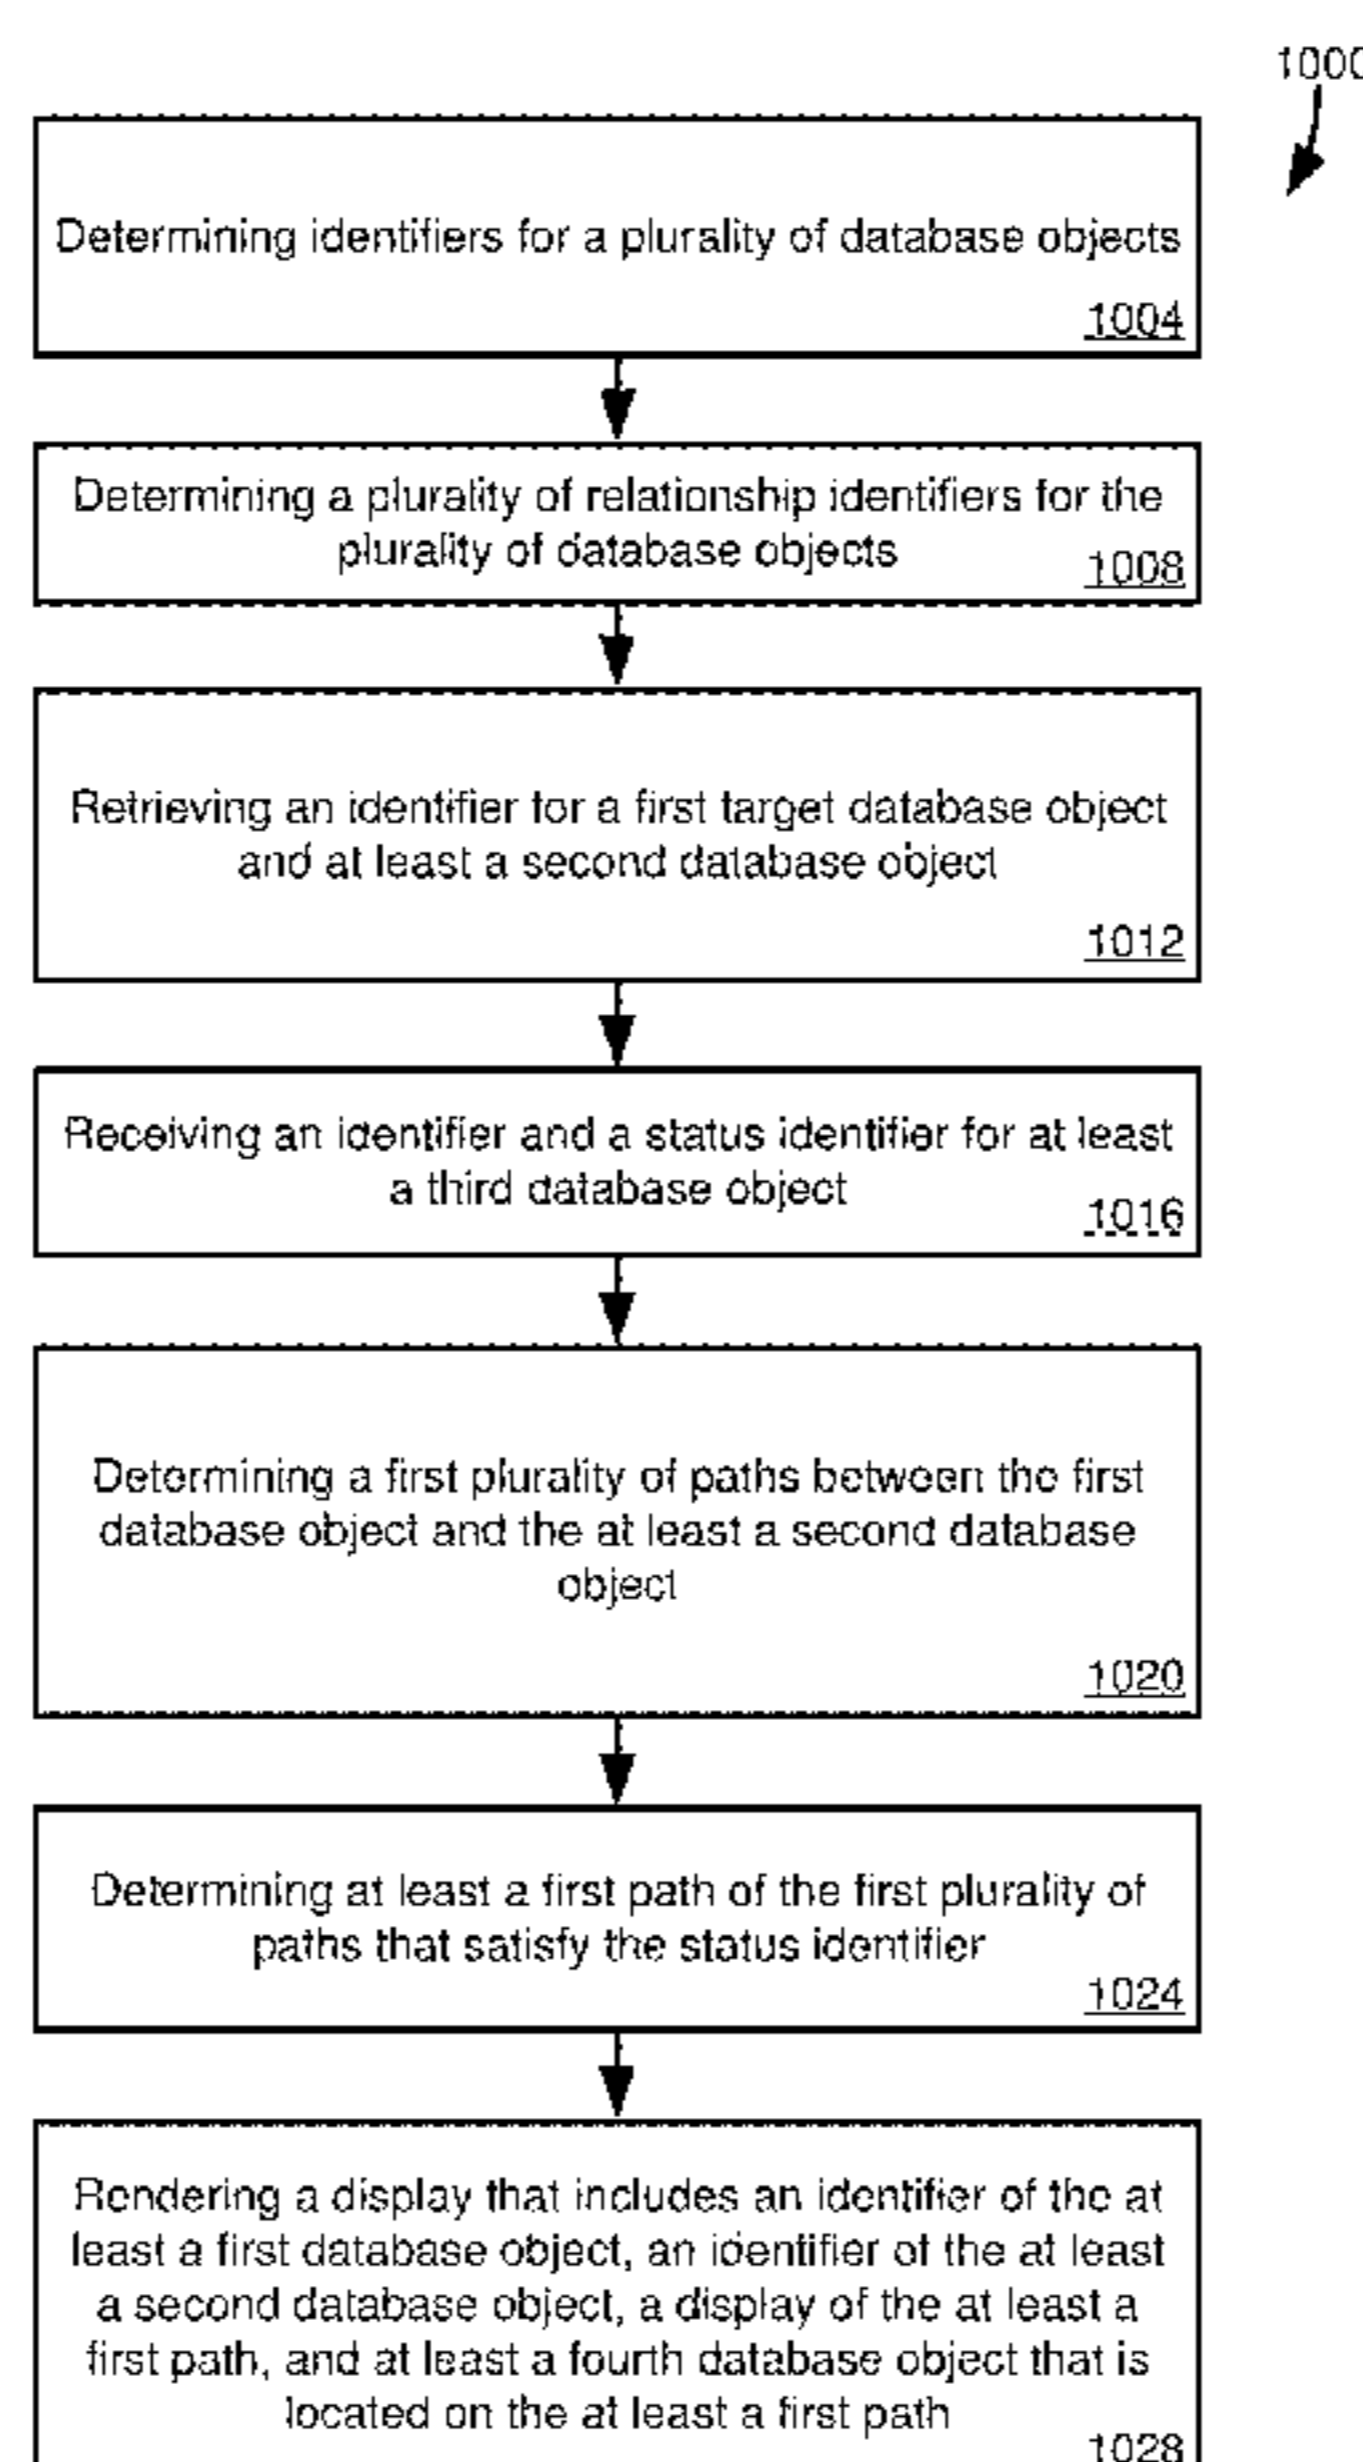 1000
Determining identifiers for a plurality of database objects
1004
Determining a plurality of relationship identifiers for the
plurality of database objects
1008
Retrieving an identifier for a first target database object
and at least a second database object
1012
Receiving an identifier and a status identifier for at least
a third database object
1016
Determining a first plurality of paths between the first
database object and the at least a second database
object
1020
Determining at least a first path of the first plurality of
paths that satisfy the status identifier
1024
Rendering a display that includes an identifier of the at
least a first database object, an identifier of the at least
a second database object, a display of the at least a
first path, and at least a fourth database object that is
located on the at least a first path
1028